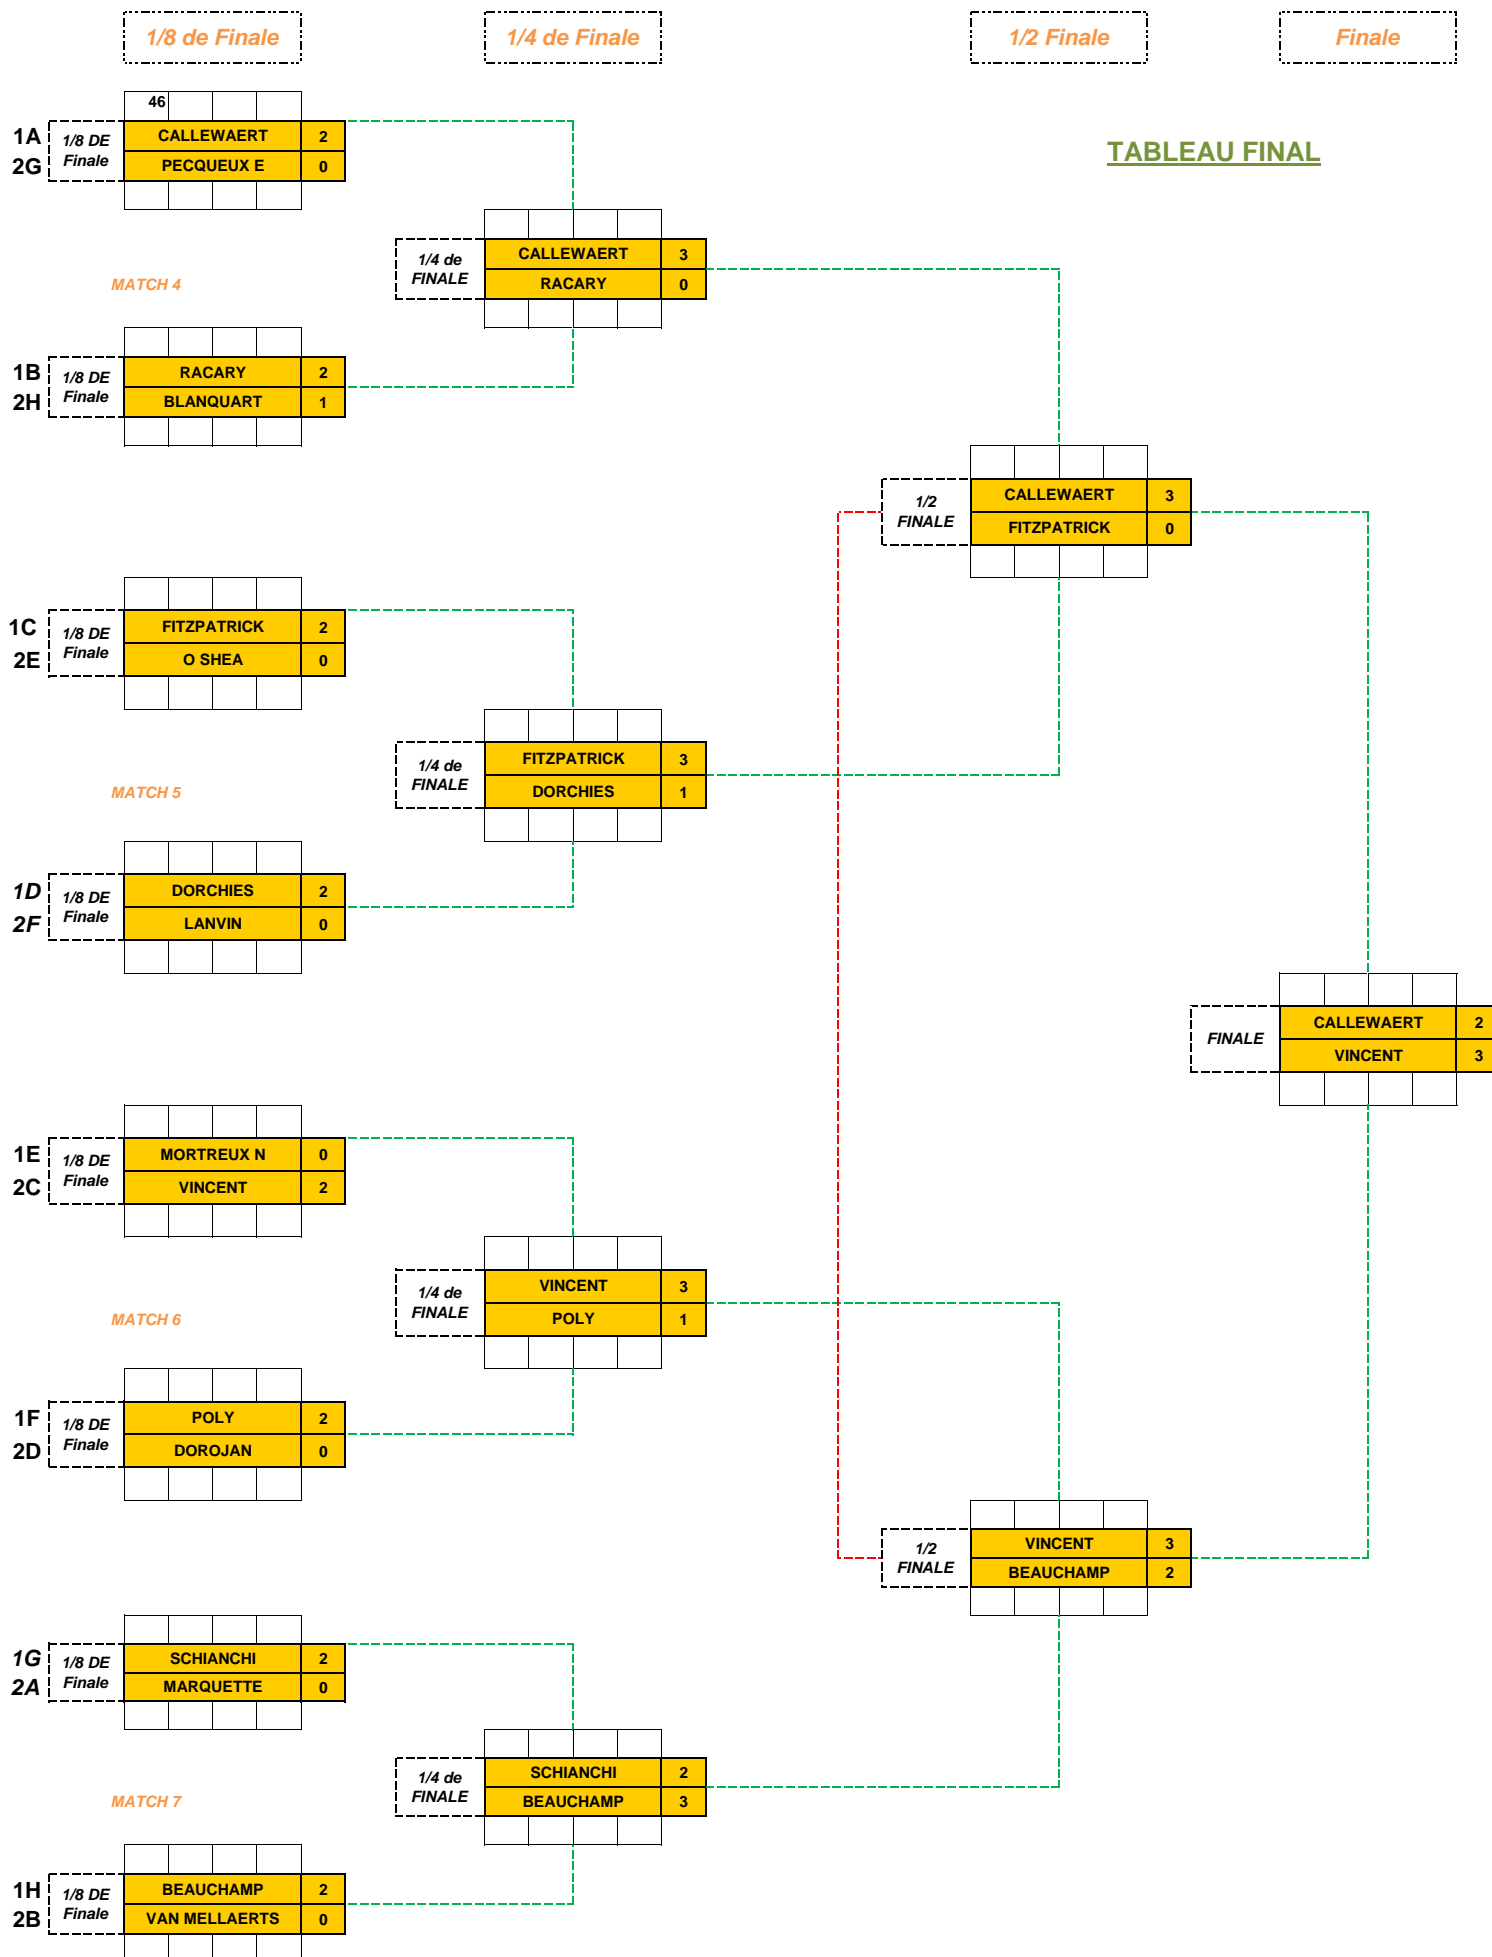 1/8 de Finale
1/4 de Finale
1/2 Finale
Finale
TABLEAU FINAL
46
1A
2G
1/8 DE
Finale
CALLEWAERT 2
PECQUEUX E 0
MATCH 4
1/4 de
FINALE
CALLEWAERT 3
RACARY 0
1B
2H
1/8 DE
Finale
RACARY 2
BLANQUART 1
1/2
FINALE
CALLEWAERT 3
FITZPATRICK 0
1C
2E
1/8 DE
Finale
FITZPATRICK 2
O SHEA 0
MATCH 5
1/4 de
FINALE
FITZPATRICK 3
DORCHIES 1
1D
2F
1/8 DE
Finale
DORCHIES 2
LANVIN 0
FINALE
CALLEWAERT 2
VINCENT 3
1E
2C
1/8 DE
Finale
MORTREUX N 0
VINCENT 2
MATCH 6
1/4 de
FINALE
VINCENT 3
POLY 1
1F
2D
1/8 DE
Finale
POLY 2
DOROJAN 0
1/2
FINALE
VINCENT 3
BEAUCHAMP 2
1G
2A
1/8 DE
Finale
SCHIANCHI 2
MARQUETTE 0
MATCH 7
1/4 de
FINALE
SCHIANCHI 2
BEAUCHAMP 3
1H
2B
1/8 DE
Finale
BEAUCHAMP 2
VAN MELLAERTS 0